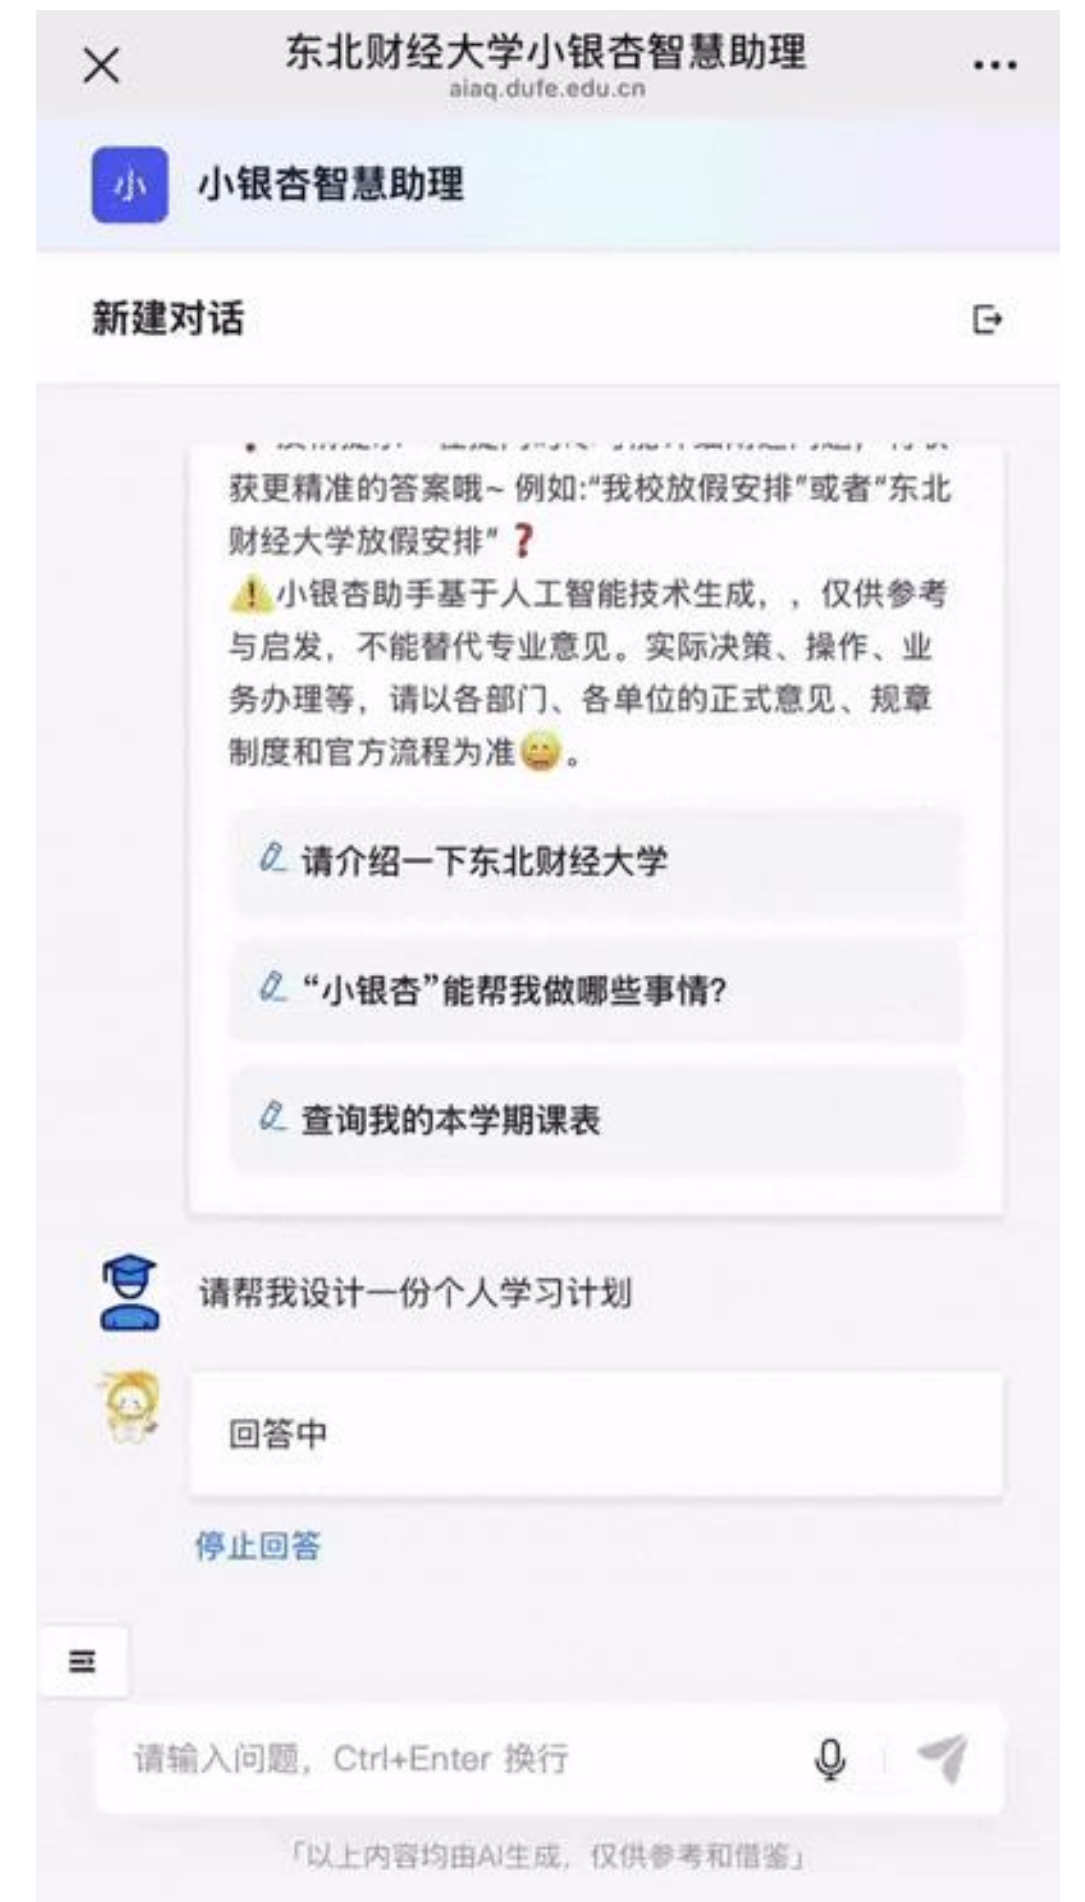 东北财经大学小银杏智慧助理
aiaq.dufe.edu.cn
小
小银杏智慧助理
新建对话
获更精准的答案哦~ 例如:“我校放假安排”或者“东北
财经大学放假安排”❓
⚠️小银杏助手基于人工智能技术生成，，仅供参考
与启发，不能替代专业意见。实际决策、操作、业
务办理等，请以各部门、各单位的正式意见、规章
制度和官方流程为准😄。
请介绍一下东北财经大学
“小银杏”能帮我做哪些事情?
查询我的本学期课表
请帮我设计一份个人学习计划
回答中
停止回答
请输入问题，Ctrl+Enter 换行
「以上内容均由AI生成，仅供参考和借鉴」